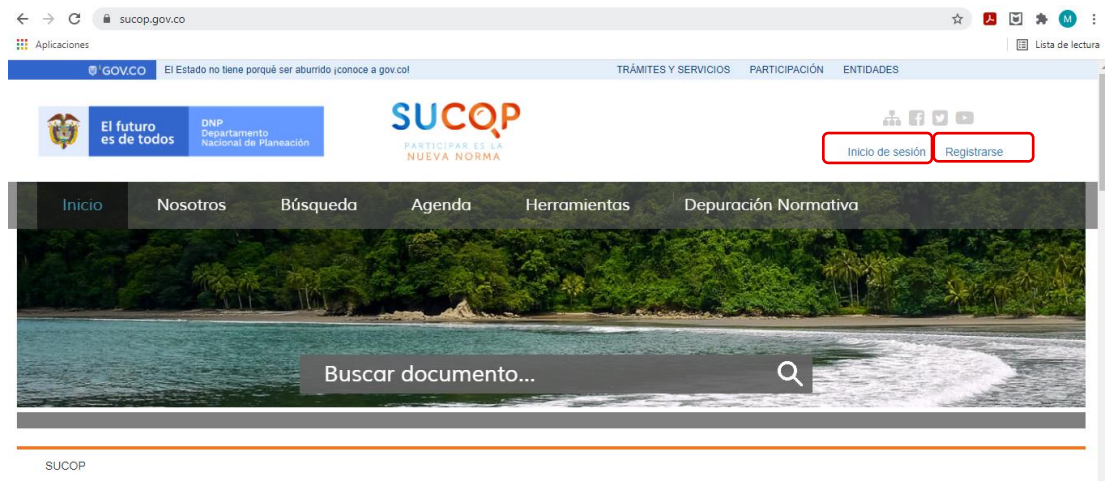 sucop.gov.co
M
Aplicaciones
Lista de lectura
GOV.CO El Estado no tiene porqué ser aburrido ¡conoce a gov.co! TRÁMITES Y SERVICIOS PARTICIPACIÓN ENTIDADES
El futuro
es de todos
DNP
Departamento
Nacional de Planeación
SUCOP
PARTICIPAR ES LA
NUEVA NORMA
Inicio de sesión Registrarse
Inicio Nosotros Búsqueda Agenda Herramientas Depuración Normativa
Buscar documento...
SUCOP